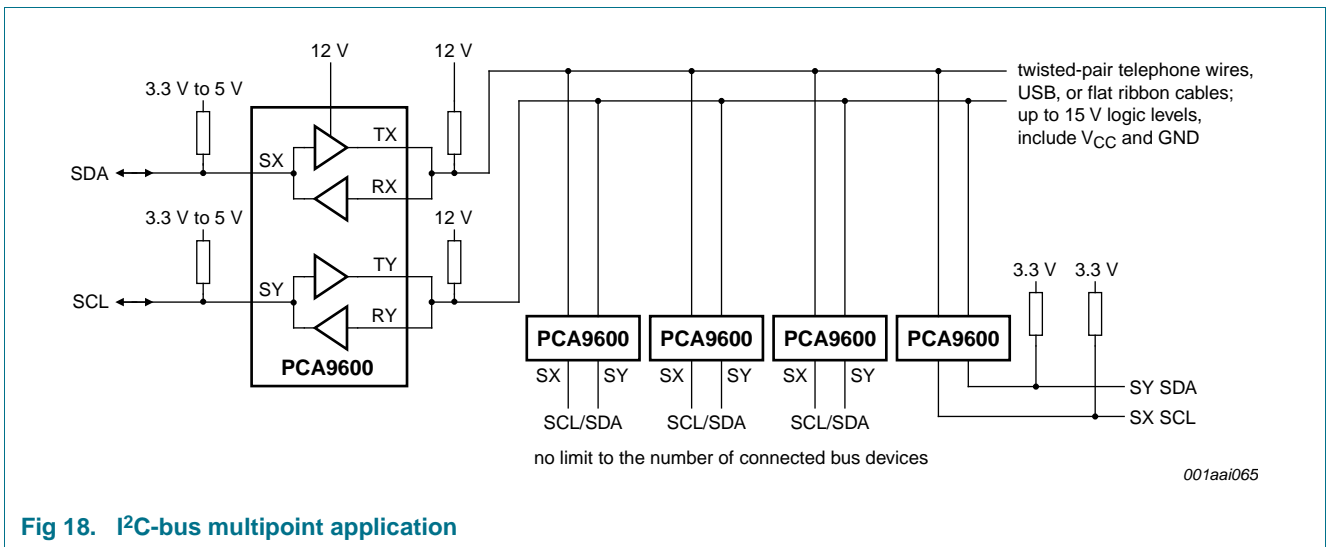 12 V
12 V
3.3 V to 5 V
TX
SX
SDA
RX
twisted-pair telephone wires,
USB, or flat ribbon cables;
up to 15 V logic levels,
include VCC and GND
3.3 V to 5 V
12 V
TY
SY
SCL
RY
PCA9600
3.3 V 3.3 V
PCA9600 PCA9600 PCA9600 PCA9600
SX SY SX SY SX SY
SY SDA
SX SCL
SCL/SDA SCL/SDA SCL/SDA
no limit to the number of connected bus devices
001aai065
Fig 18. I²C-bus multipoint application